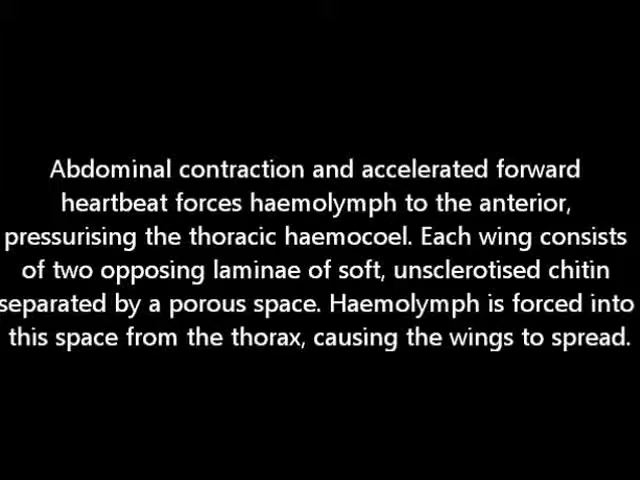 Abdominal contraction and accelerated forward
heartbeat forces haemolymph to the anterior,
pressurising the thoracic haemocoel. Each wing consists
of two opposing laminae of soft, unsclerotised chitin
separated by a porous space. Haemolymph is forced into
this space from the thorax, causing the wings to spread.